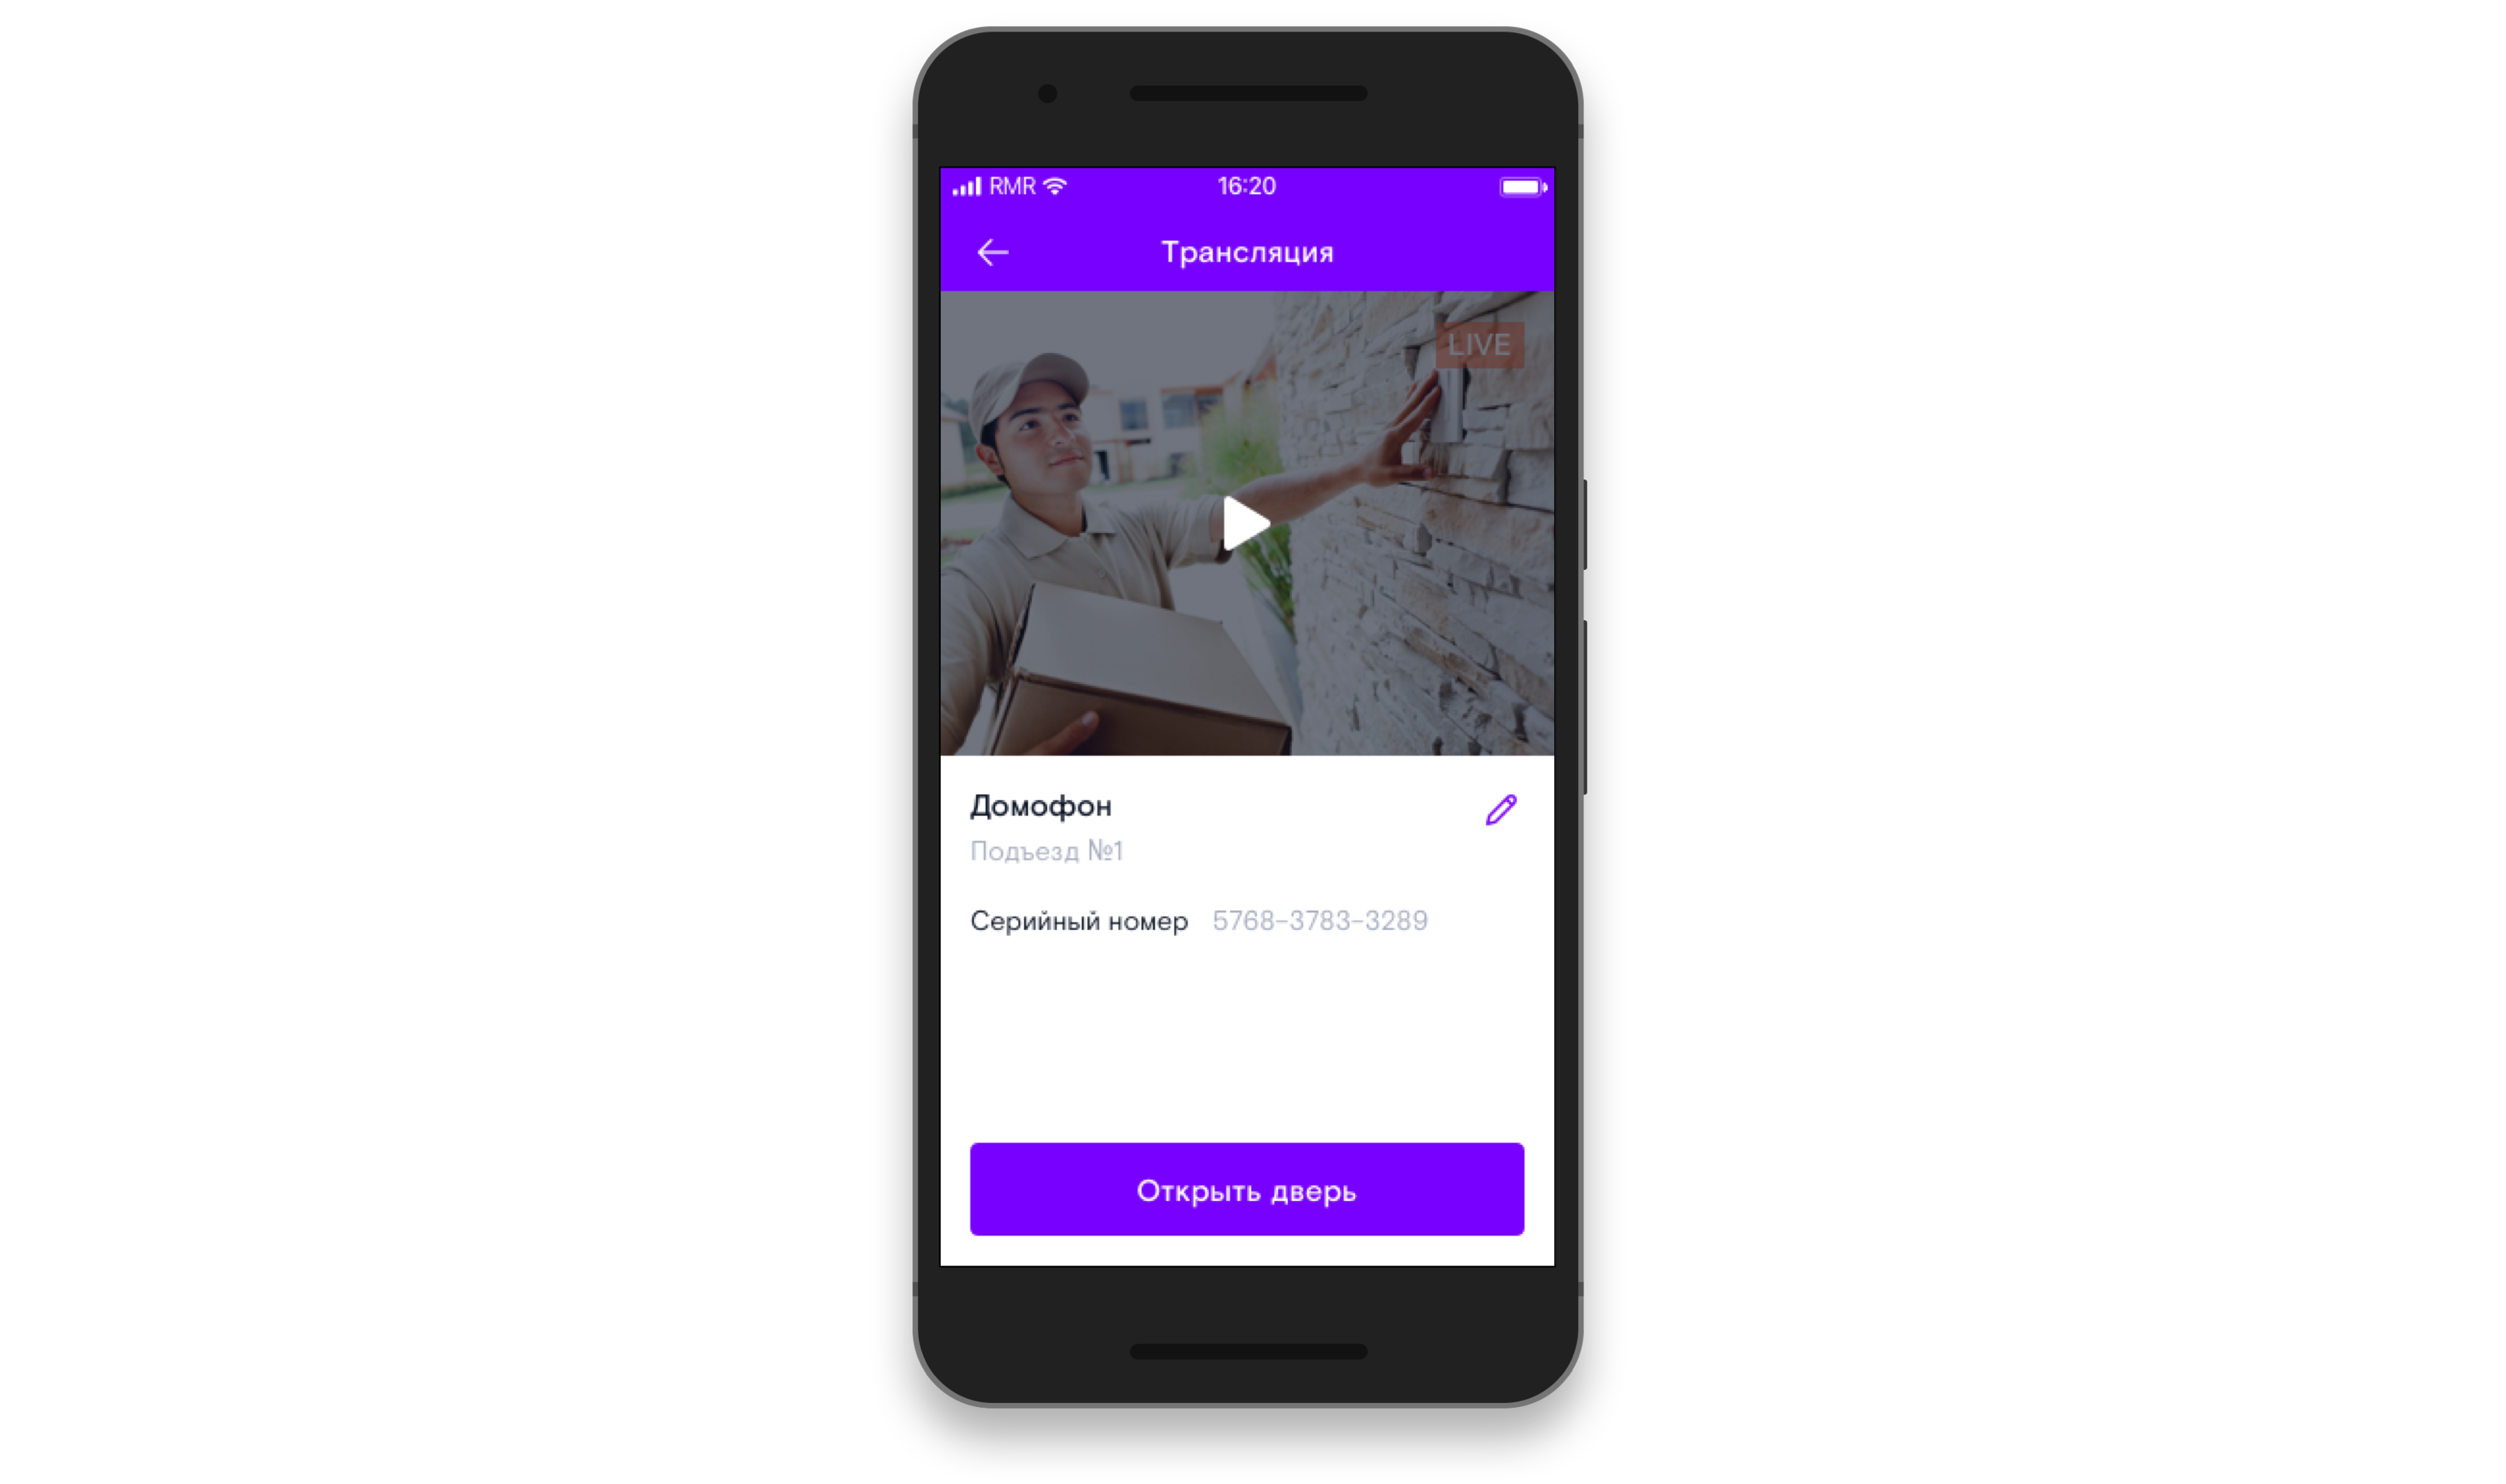 RMR 16:20
Трансляция
LIVE
Домофон
Подъезд №1
Серийный номер 5768-3783-3289
Открыть дверь